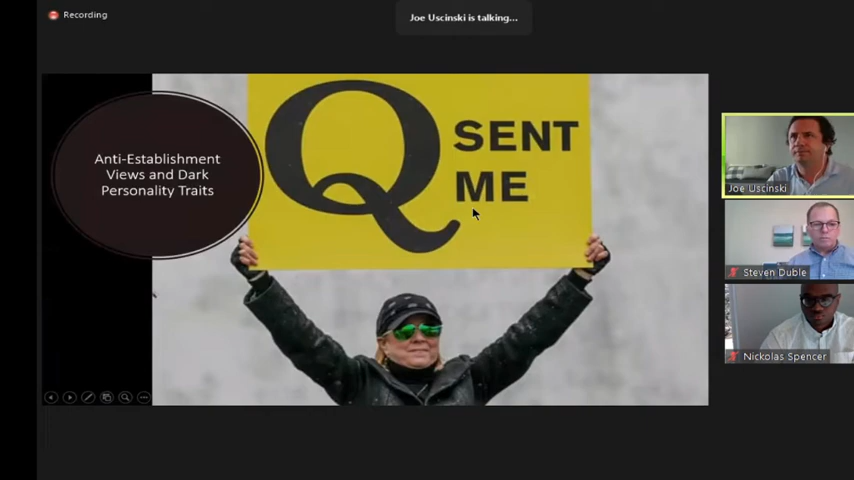 Recording
Joe Uscinski is talking...
Anti-Establishment
Views and Dark
Personality Traits
Q SENT
ME
Joe Uscinski
Steven Duble
Nickolas Spencer